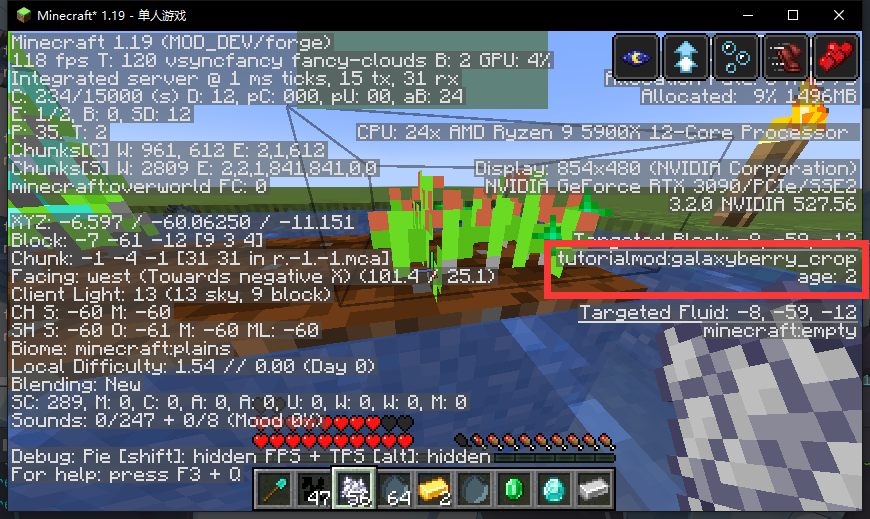 Minecraft* 1.19 - 单人游戏
Minecraft 1.19 (MOD_DEV/forge)
118 fps T: 120 vsyncfancy fancy-clouds B: 2 GPU: 4%
Integrated server @ 1 ms ticks, 15 tx, 31 rx
C: 234/15000 (s) D: 12, pC: 000, pU: 00, aB: 24
E: 1/2, B: 0, SD: 12
P: 35. T: 2
Chunks[C] W: 961, 612 E: 2,1,612
Chunks[S] W: 2809 E: 2,2,1,841,841,0,0
minecraft:overworld FC: 0
XYZ: -6.597 / -60.06250 / -11.151
Block: -7 -61 -12 [9 3 4]
Chunk: -1 -4 -1 [31 31 in r.-1.-1.mca]
Facing: west (Towards negative X) (101.4 / 25.1)
Client Light: 13 (13 sky, 9 block)
CH S: -60 M: -60
SH S: -60 O: -61 M: -60 ML: -60
Biome: minecraft:plains
Local Difficulty: 1.54 // 0.00 (Day 0)
Blending: New
SC: 289, M: 0, C: 0, A: 0, A: 0, U: 0, W: 0, W: 0, M: 0
Sounds: 0/247 + 0/8 (Mood 0%)
Debug: Pie [shift]: hidden FPS + TPS [alt]: hidden
For help: press F3 + Q
Allocated: 9% 496MB
CPU: 24x AMD Ryzen 9 5900X 12-Core Processor
Display: 854x480 (NVIDIA Corporation)
NVIDIA GeForce RTX 3090/PCIe/SSE2
3.2.0 NVIDIA 527.56
Targeted Block: -8, -59, -12
tutorialmod:galaxyberry_crop
age: 2
Targeted Fluid: -8, -59, -12
minecraft:empty
47
64
2